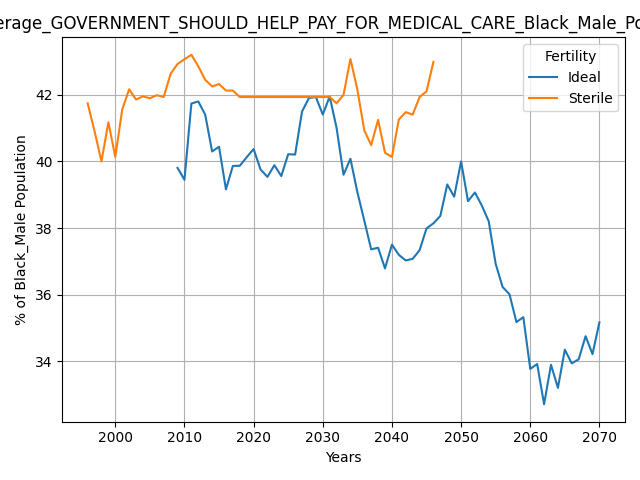 erage_GOVERNMENT_SHOULD_HELP_PAY_FOR_MEDICAL_CARE_Black_Male_Po
Fertility
Ideal
Sterile
% of Black_Male Population
42
40
38
36
34
2000 2010 2020 2030 2040 2050 2060 2070
Years